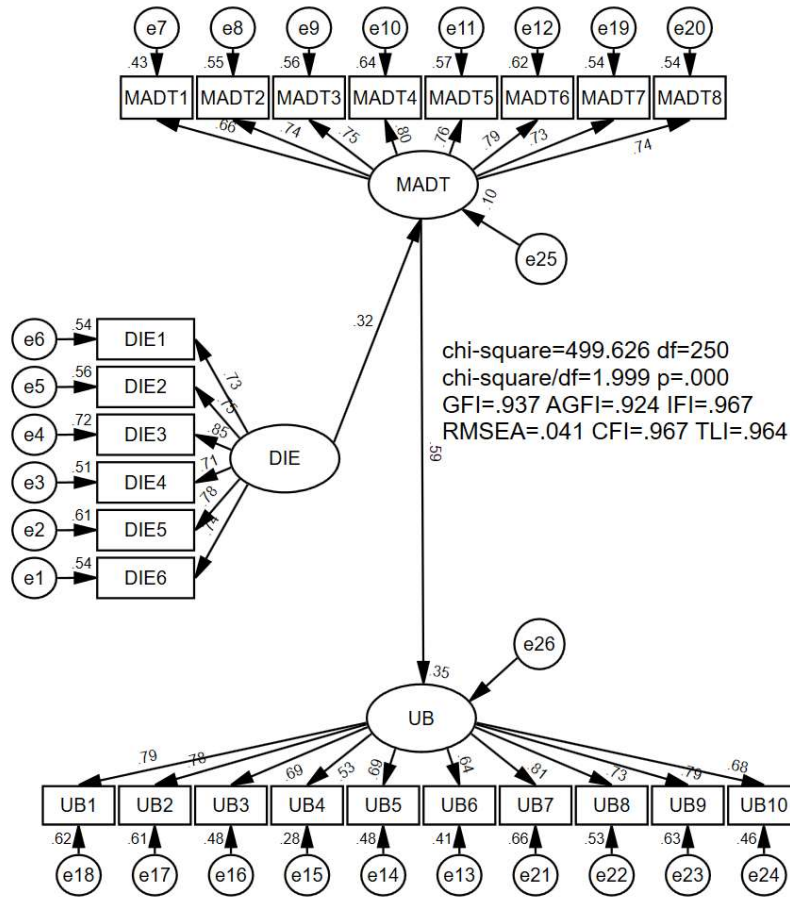 e7 e8 e9 e10 e11 e12 e19 e20
.43 .55 .56 .64 .57 .62 .54 .54
MADT1 MADT2 MADT3 MADT4 MADT5 MADT6 MADT7 MADT8
.66 .74 .75 .80 .76 .79 .73 .74
MADT
.10
e25
.32
e6 .54 DIE1 .73
e5 .56 DIE2 .75
e4 .72 DIE3 .85
DIE
e3 .51 DIE4 .71
e2 .61 DIE5 .78
e1 .54 DIE6 .74
chi-square=499.626 df=250
chi-square/df=1.999 p=.000
GFI=.937 AGFI=.924 IFI=.967
RMSEA=.041 CFI=.967 TLI=.964
.59
e26
.35
UB
.79 .78 .69 .53 .69 .64 .81 .73 .79 .68
UB1 UB2 UB3 UB4 UB5 UB6 UB7 UB8 UB9 UB10
.62 .61 .48 .28 .48 .41 .66 .53 .63 .46
e18 e17 e16 e15 e14 e13 e21 e22 e23 e24